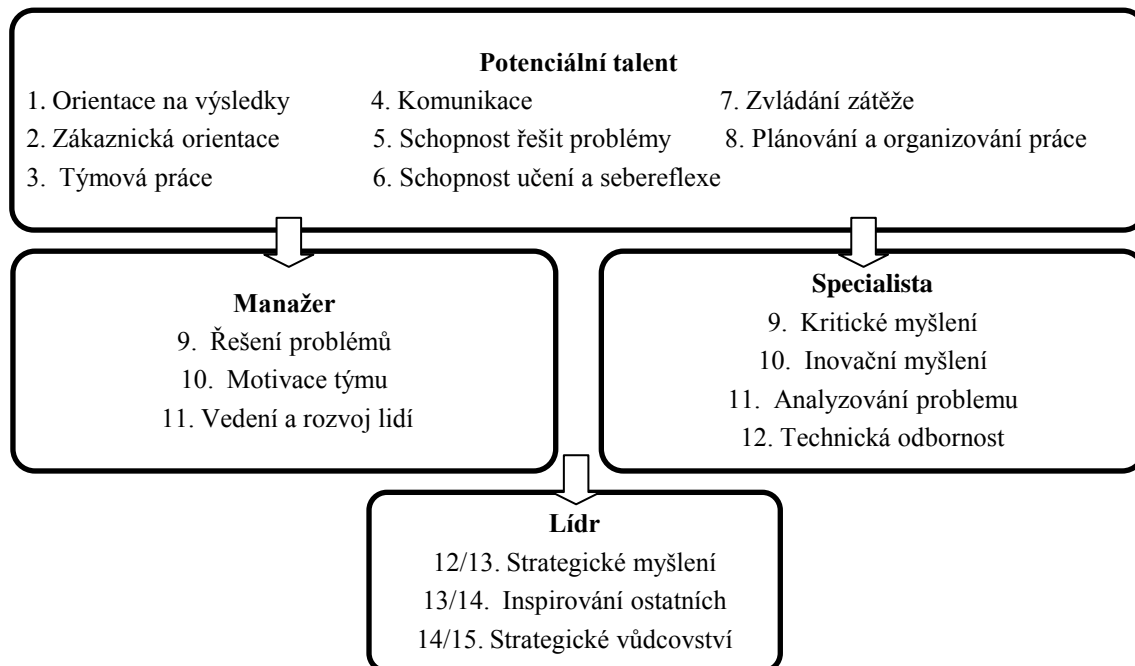 Potenciální talent
1. Orientace na výsledky
2. Zákaznická orientace
3. Týmová práce
4. Komunikace
5. Schopnost řešit problémy
6. Schopnost učení a sebereflexe
7. Zvládání zátěže
8. Plánování a organizování práce
Manažer
9. Řešení problémů
10. Motivace týmu
11. Vedení a rozvoj lidí
Specialista
9. Kritické myšlení
10. Inovační myšlení
11. Analyzování problemu
12. Technická odbornost
Lídr
12/13. Strategické myšlení
13/14. Inspirování ostatních
14/15. Strategické vůdcovství